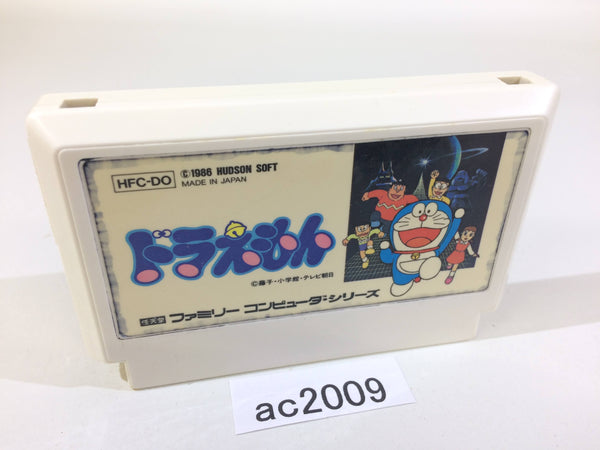 HFC-DO
©1986 HUDSON SOFT
MADE IN JAPAN
ドラえもん
©藤子・小学館・テレビ朝日
任天堂 ファミリー コンピュータ・シリーズ
ac2009